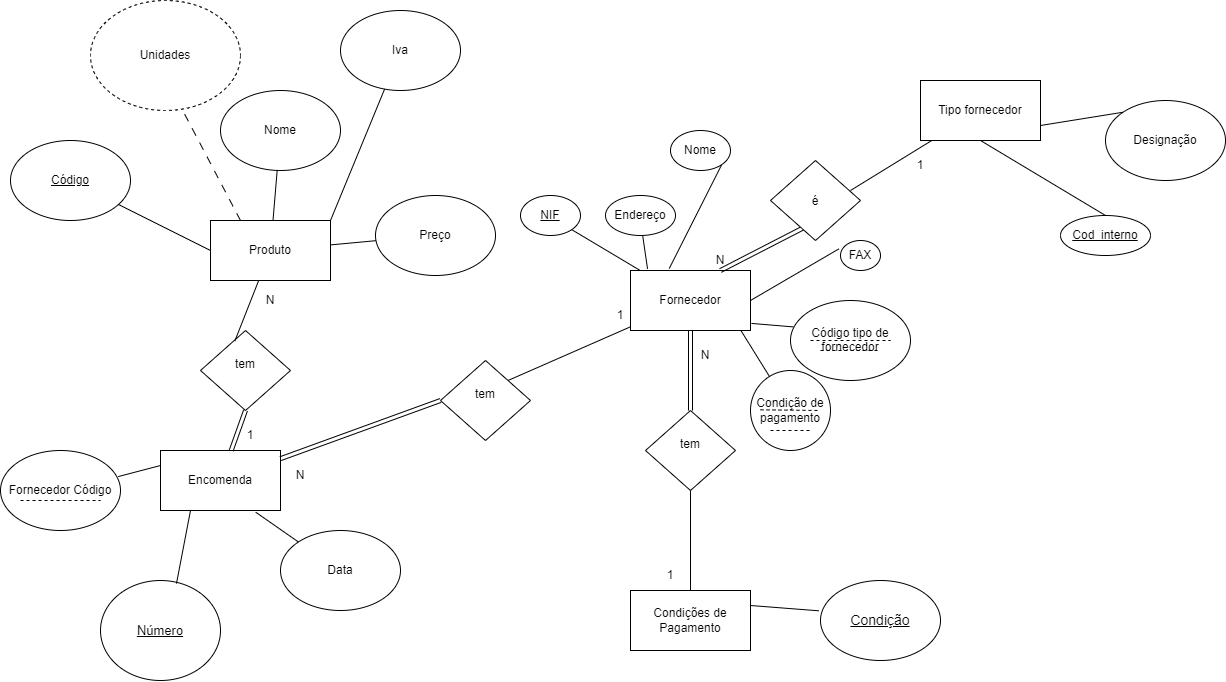 Unidades
Iva
Nome
Código
Preço
Produto
N
tem
1
Encomenda
Fornecedor Código
Número
Data
N
tem
1
Fornecedor
NIF
Endereço
Nome
FAX
Código tipo de
fornecedor
Condição de
pagamento
N
é
1
Tipo fornecedor
Designação
Cod_interno
N
tem
1
Condições de
Pagamento
Condição